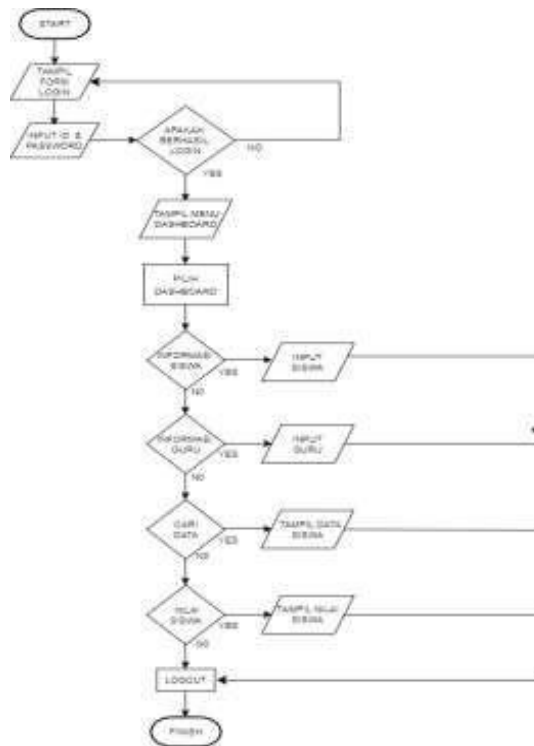 START
TAMPIL
FORM
LOGIN
INPUT ID &
PASSWORD
APAKAH
BERHASIL
LOGIN
NO
YES
TAMPIL MENU
DASHBOARD
PILIH
DASHBOARD
INFORMASI
SISWA
YES
INPUT
SISWA
NO
INFORMASI
GURU
YES
INPUT
GURU
NO
CARI
DATA
YES
TAMPIL DATA
SISWA
NO
NILAI
SISWA
YES
TAMPIL NILAI
SISWA
NO
LOGOUT
FINISH